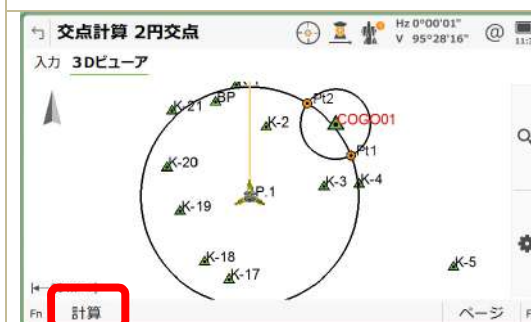 交点計算 2円交点
Hz 0°00'01"
V 95°28'16"
@
入力 3Dビューア
K-21
BP
Pt2
K-2
COGO01
Pt1
K-20
K-3
K-4
P.1
K-19
K-18
K-17
K-5
Fn 計算 ページ